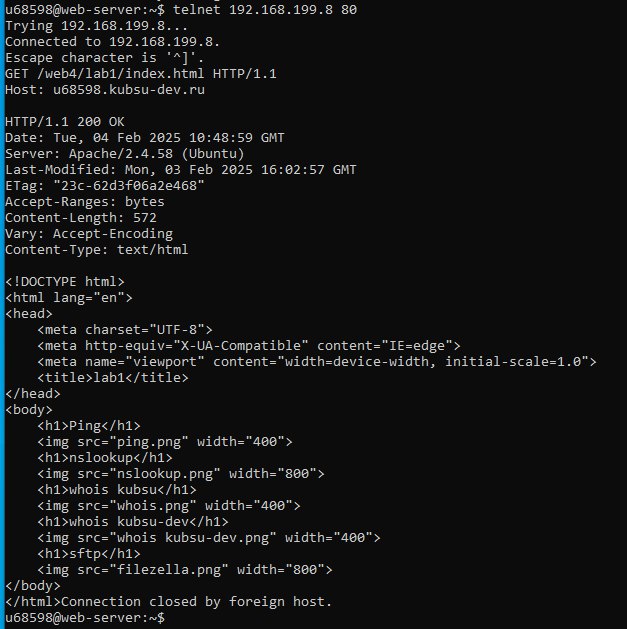 u68598@web-server:~$ telnet 192.168.199.8 80
Trying 192.168.199.8...
Connected to 192.168.199.8.
Escape character is '^]'.
GET /web4/lab1/index.html HTTP/1.1
Host: u68598.kubsu-dev.ru

HTTP/1.1 200 OK
Date: Tue, 04 Feb 2025 10:48:59 GMT
Server: Apache/2.4.58 (Ubuntu)
Last-Modified: Mon, 03 Feb 2025 16:02:57 GMT
ETag: "23c-62d3f06a2e468"
Accept-Ranges: bytes
Content-Length: 572
Vary: Accept-Encoding
Content-Type: text/html

<!DOCTYPE html>
<html lang="en">
<head>
    <meta charset="UTF-8">
    <meta http-equiv="X-UA-Compatible" content="IE=edge">
    <meta name="viewport" content="width=device-width, initial-scale=1.0">
    <title>lab1</title>
</head>
<body>
    <h1>Ping</h1>
    <img src="ping.png" width="400">
    <h1>nslookup</h1>
    <img src="nslookup.png" width="800">
    <h1>whois kubsu</h1>
    <img src="whois.png" width="400">
    <h1>whois kubsu-dev</h1>
    <img src="whois kubsu-dev.png" width="400">
    <h1>sftp</h1>
    <img src="filezella.png" width="800">
</body>
</html>Connection closed by foreign host.
u68598@web-server:~$